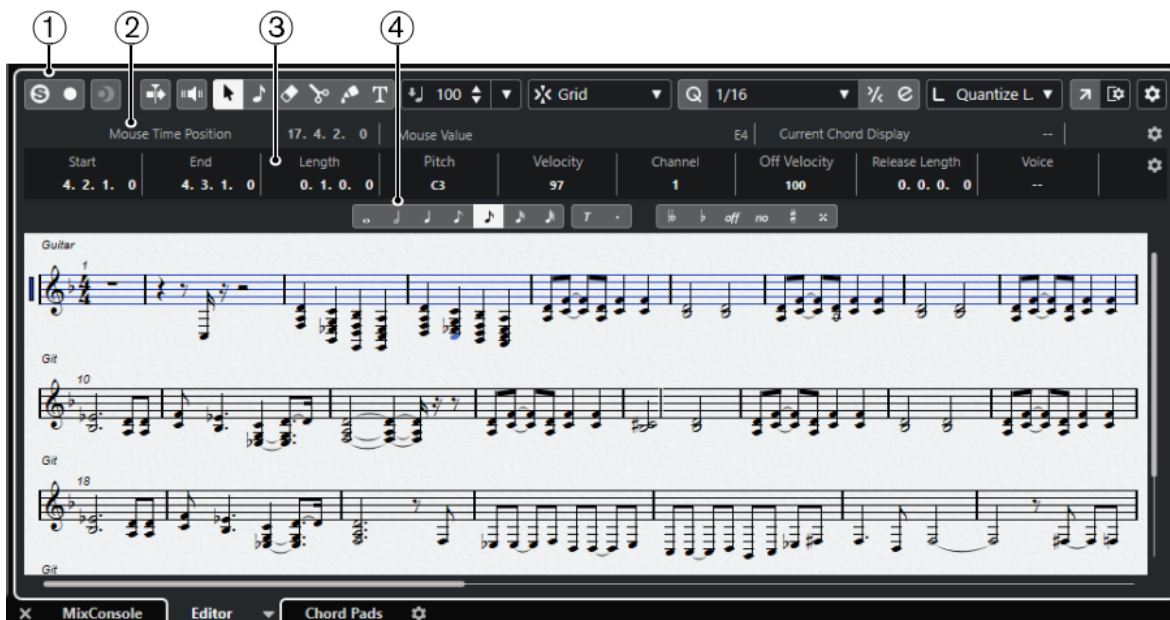 1 2 3 4
S 100 Grid Q 1/16 e L Quantize L.
Mouse Time Position 17. 4. 2. 0 Mouse Value E4 Current Chord Display --
Start End Length Pitch Velocity Channel Off Velocity Release Length Voice
4. 2. 1. 0 4. 3. 1. 0 0. 1. 0. 0 C3 97 1 100 0. 0. 0. 0 --
T . off no
Guitar
1
4
4
Git
10
Git
18
Git
X MixConsole Editor Chord Pads